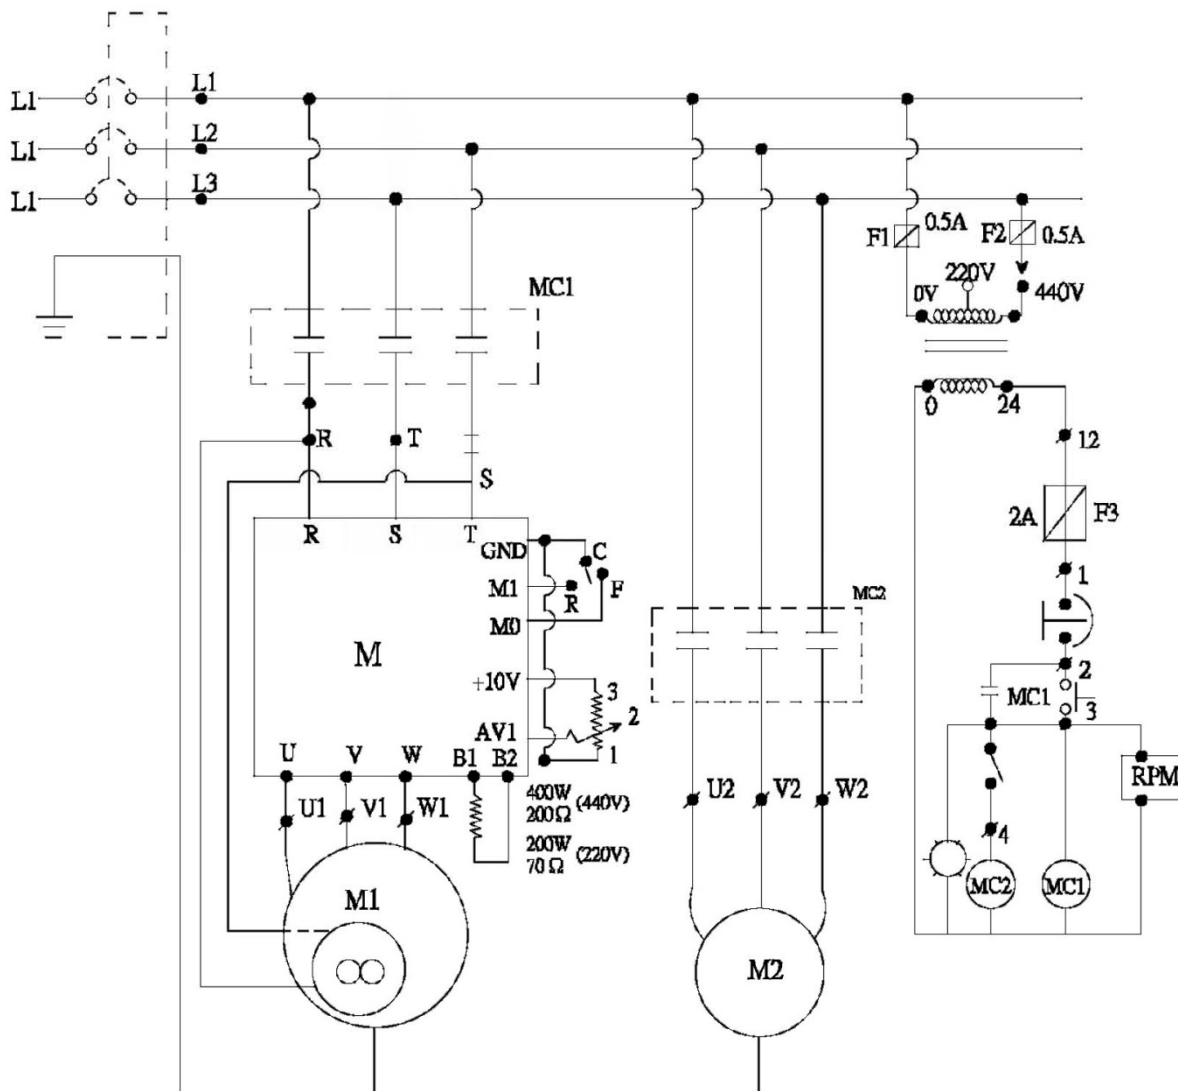 L1
L1
L1
L1
L2
L3
F1
0.5A
F2
0.5A
220V
0V
440V
MC1
0
24
12
2A
F3
1
2
MC1
3
RPM
4
MC2
MC1
R
T
S
R
S
T
GND
C
M1
R
F
M0
M
+10V
3
2
AV1
1
U
V
W
B1
B2
U1
V1
W1
400W
200Ω (440V)
200W
70Ω (220V)
M1
MC2
U2
V2
W2
M2